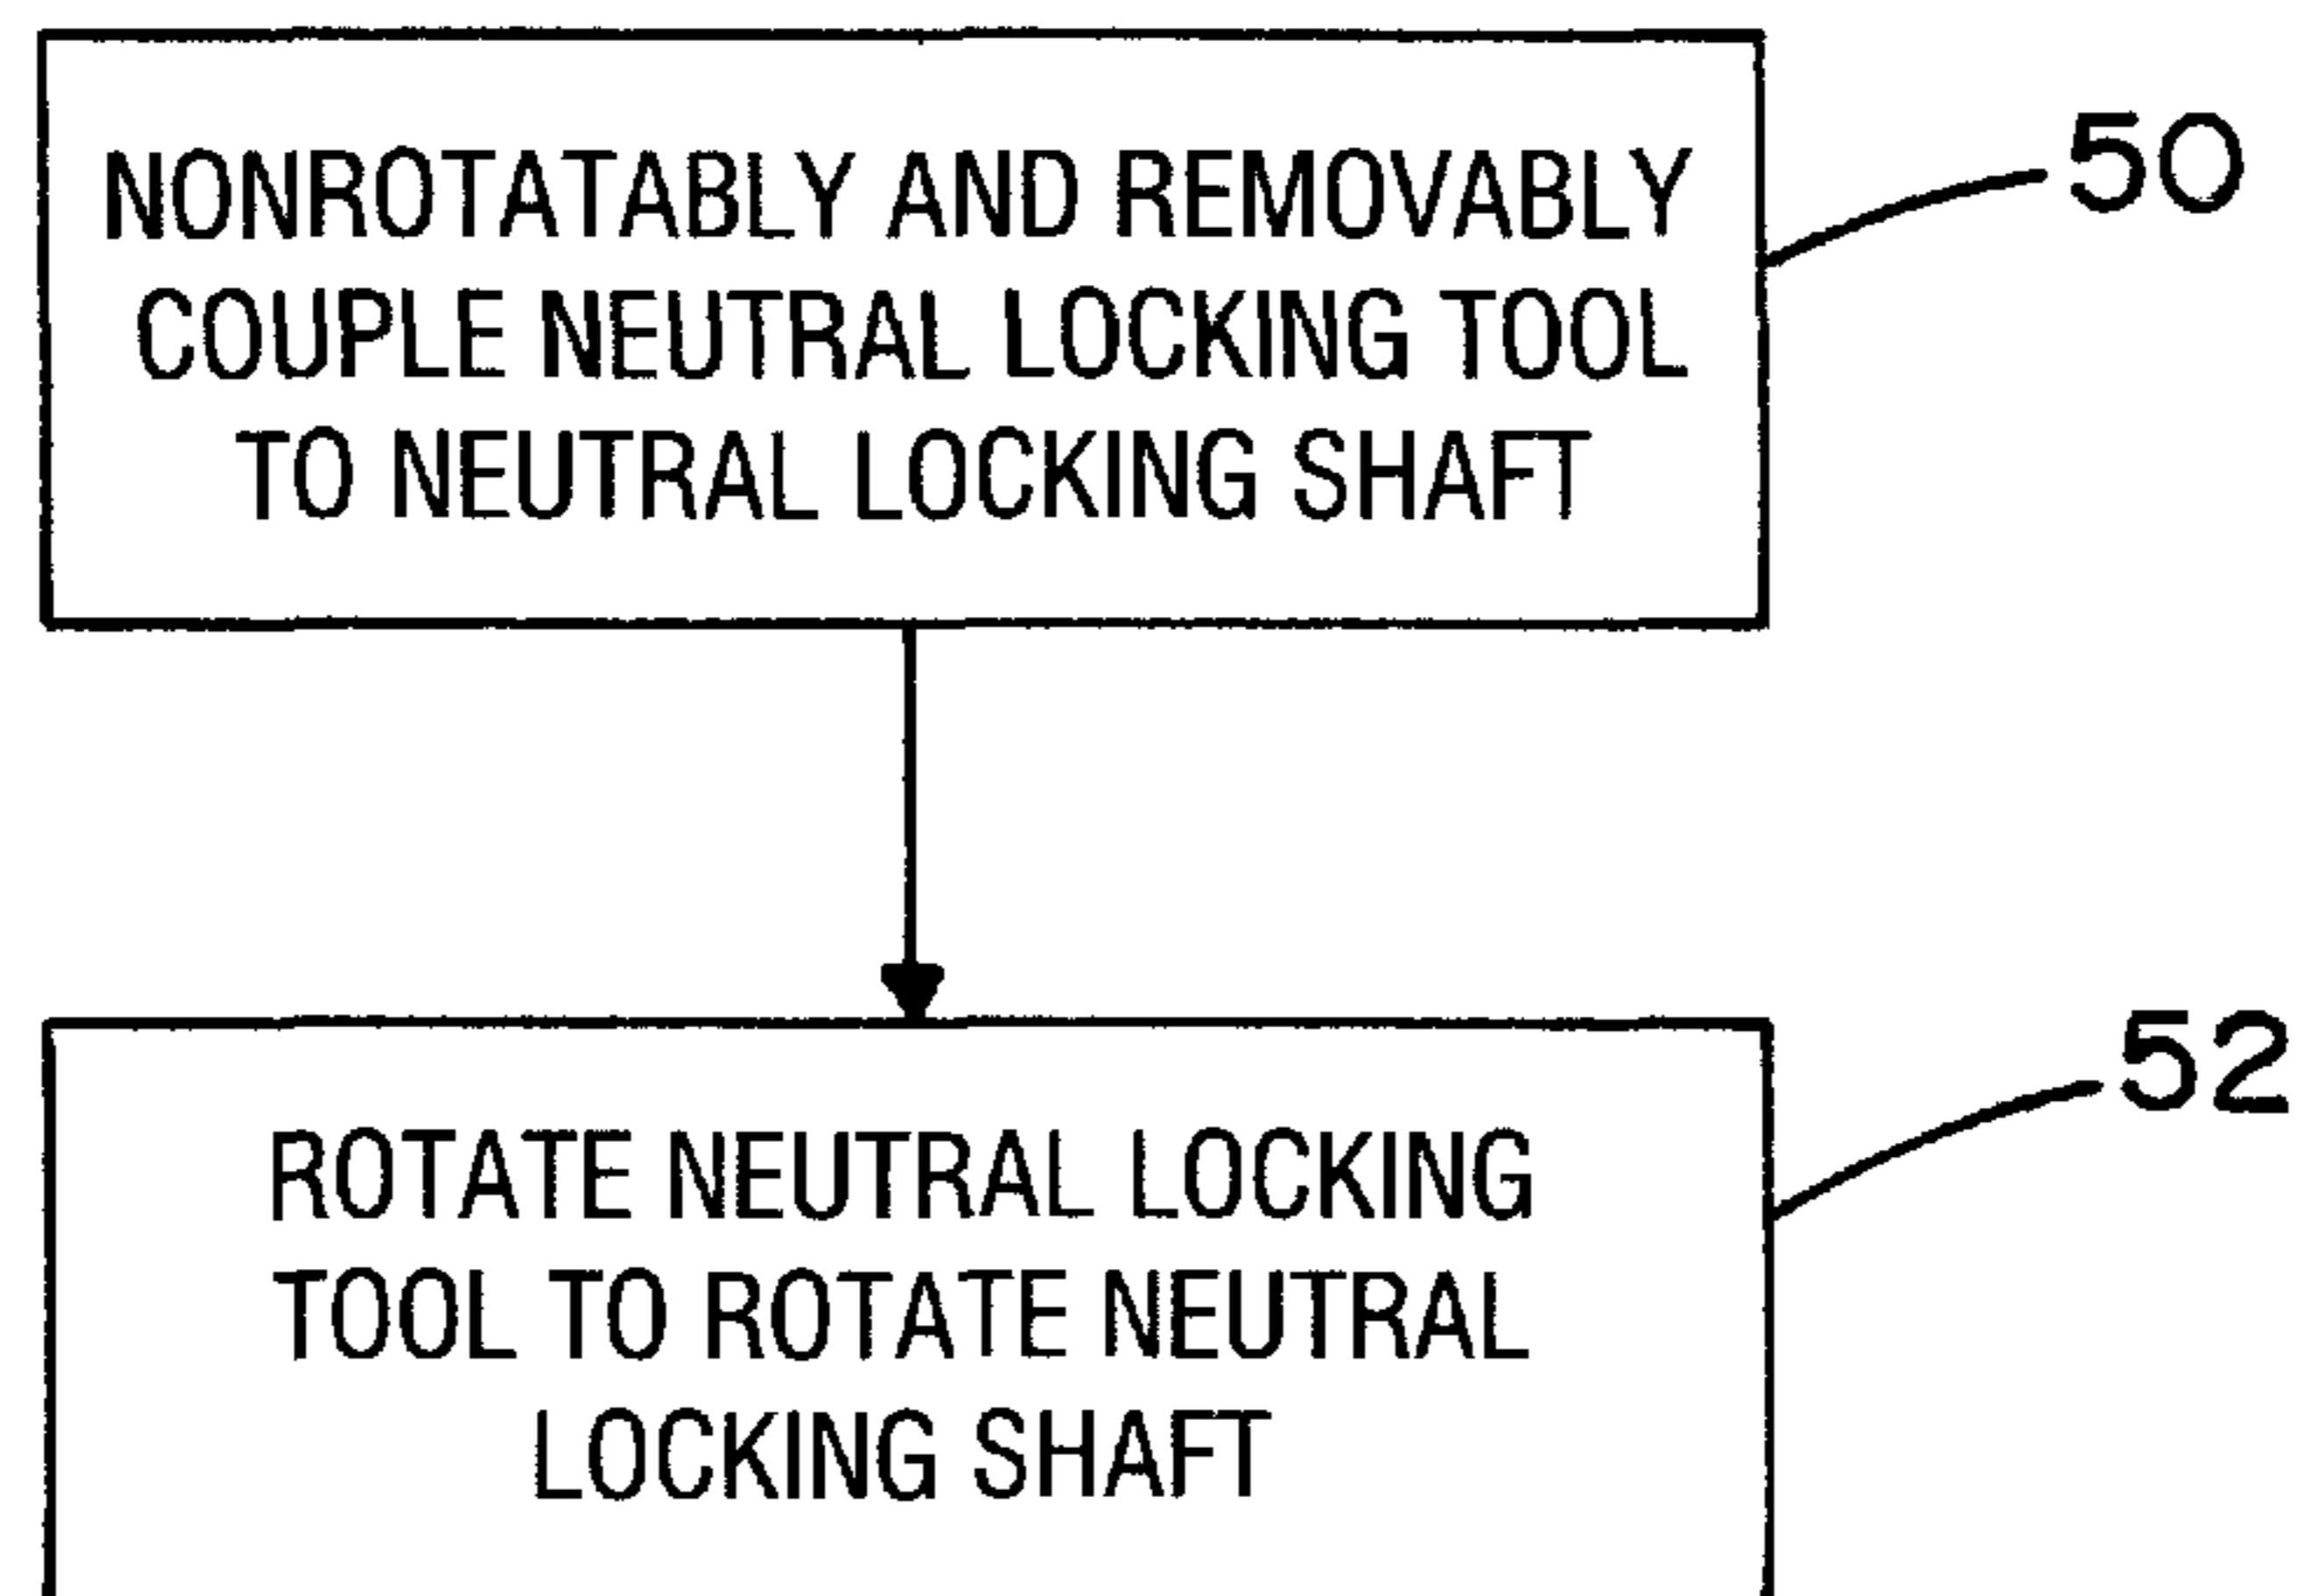 NONROTATABLY AND REMOVABLY
COUPLE NEUTRAL LOCKING TOOL
TO NEUTRAL LOCKING SHAFT
50
ROTATE NEUTRAL LOCKING
TOOL TO ROTATE NEUTRAL
LOCKING SHAFT
52